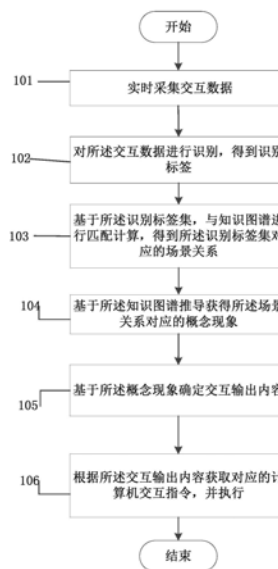 开始
101
实时采集交互数据
102
对所述交互数据进行识别，得到识别
标签
103
基于所述识别标签集，与知识图谱进
行匹配计算，得到所述识别标签集对
应的场景关系
104
基于所述知识图谱推导获得所述场景
关系对应的概念现象
105
基于所述概念现象确定交互输出内容
106
根据所述交互输出内容获取对应的计
算机交互指令，并执行
结束